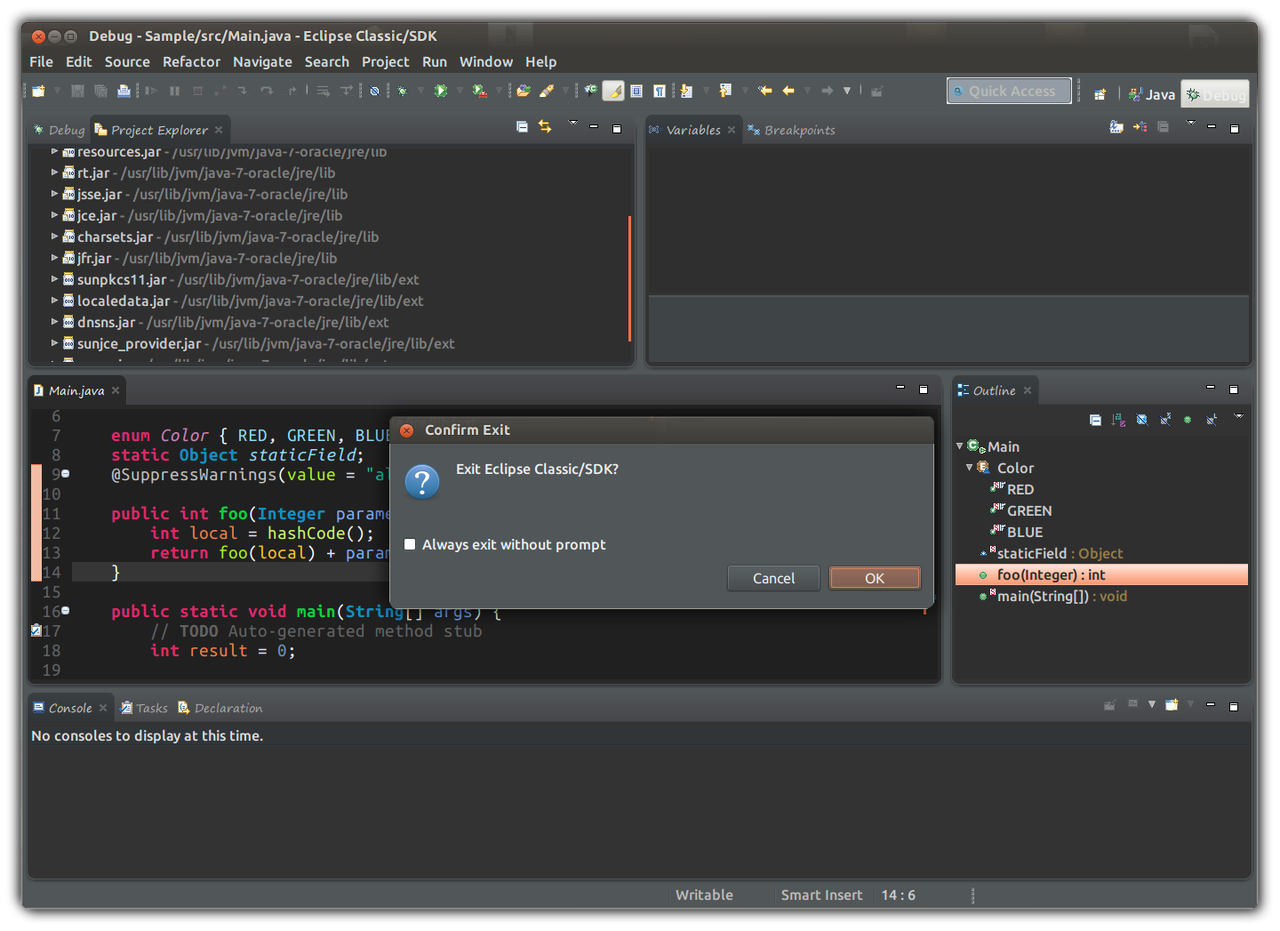 Debug - Sample/src/Main.java - Eclipse Classic/SDK
File Edit Source Refactor Navigate Search Project Run Window Help
Quick Access
Java
Debug
Debug
Project Explorer
resources.jar - /usr/lib/jvm/java-7-oracle/jre/lib
rt.jar - /usr/lib/jvm/java-7-oracle/jre/lib
jsse.jar - /usr/lib/jvm/java-7-oracle/jre/lib
jce.jar - /usr/lib/jvm/java-7-oracle/jre/lib
charsets.jar - /usr/lib/jvm/java-7-oracle/jre/lib
jfr.jar - /usr/lib/jvm/java-7-oracle/jre/lib
sunpkcs11.jar - /usr/lib/jvm/java-7-oracle/jre/lib/ext
localedata.jar - /usr/lib/jvm/java-7-oracle/jre/lib/ext
dnsns.jar - /usr/lib/jvm/java-7-oracle/jre/lib/ext
sunjce_provider.jar - /usr/lib/jvm/java-7-oracle/jre/lib/ext
Variables
Breakpoints
Main.java
6
7 enum Color { RED, GREEN, BLUE
8 static Object staticField;
9 @SuppressWarnings(value = "al
10
11 public int foo(Integer parame
12 int local = hashCode();
13 return foo(local) + param
14 }
15
16 public static void main(String[] args) {
17 // TODO Auto-generated method stub
18 int result = 0;
19
Confirm Exit
Exit Eclipse Classic/SDK?
Always exit without prompt
Cancel
OK
Outline
Main
Color
RED
GREEN
BLUE
staticField : Object
foo(Integer) : int
main(String[]) : void
Console
Tasks
Declaration
No consoles to display at this time.
Writable
Smart Insert
14 : 6